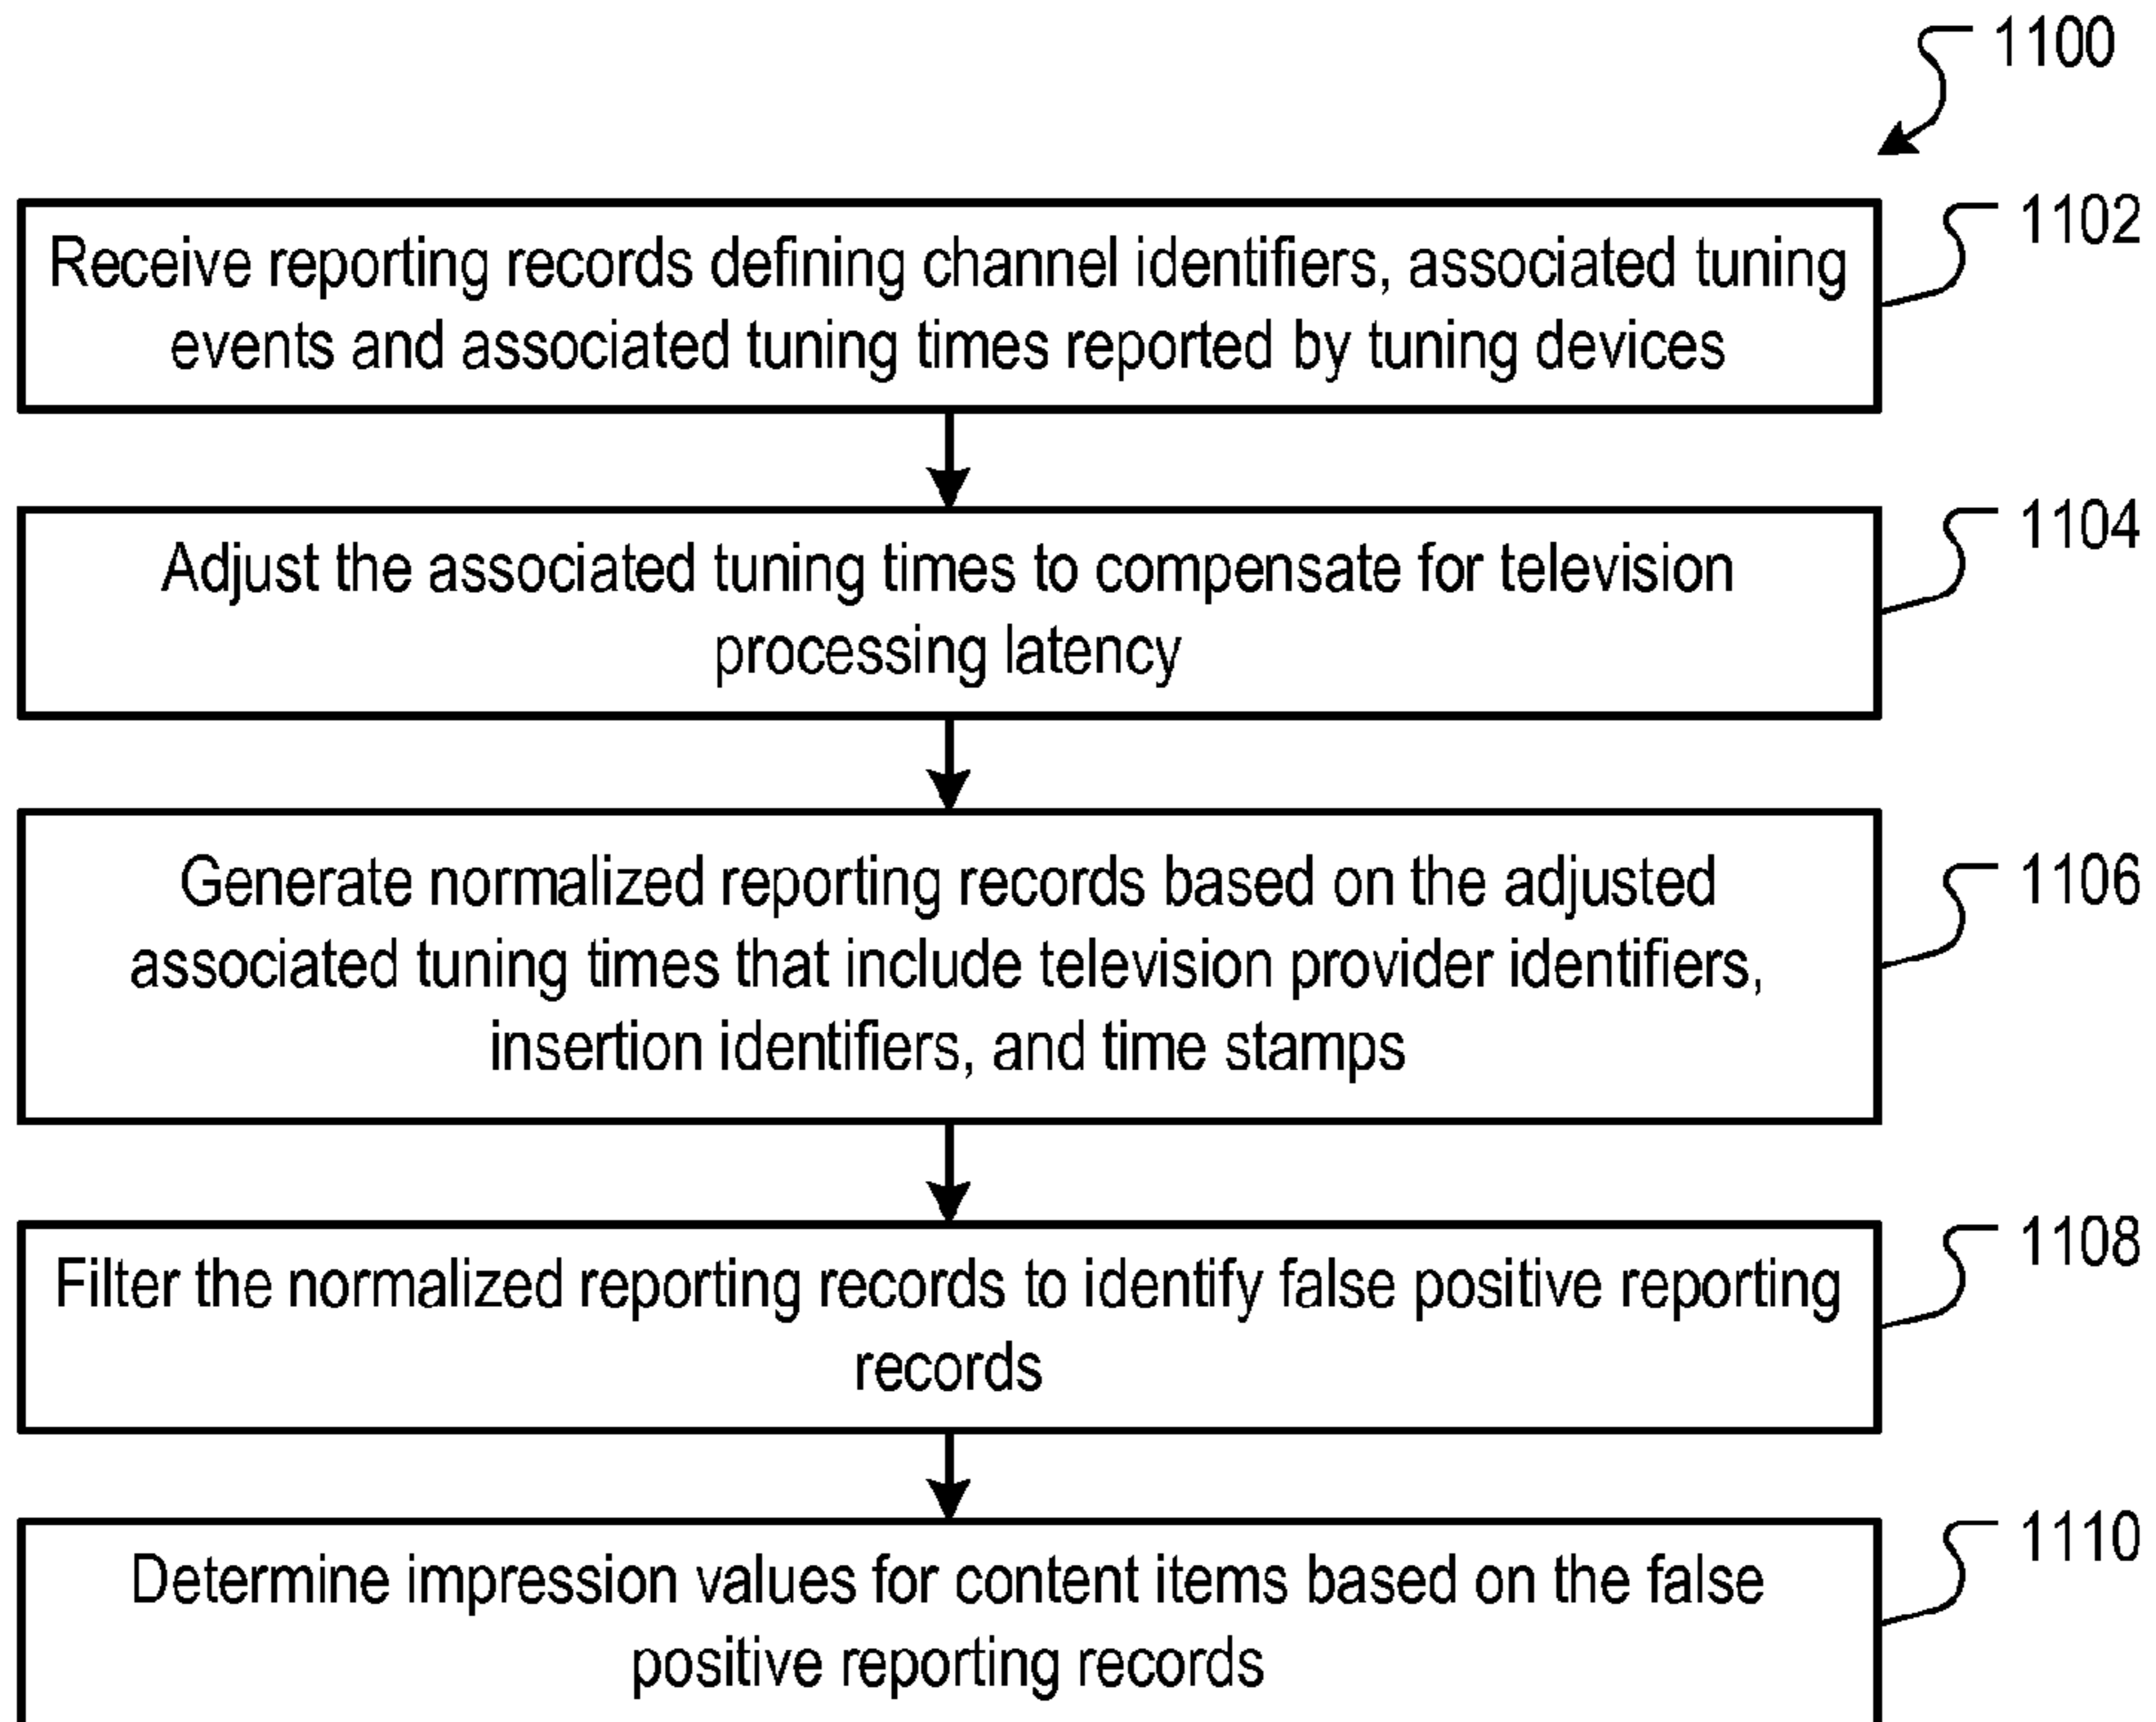 1100
1102
Receive reporting records defining channel identifiers, associated tuning
events and associated tuning times reported by tuning devices
1104
Adjust the associated tuning times to compensate for television
processing latency
1106
Generate normalized reporting records based on the adjusted
associated tuning times that include television provider identifiers,
insertion identifiers, and time stamps
1108
Filter the normalized reporting records to identify false positive reporting
records
1110
Determine impression values for content items based on the false
positive reporting records